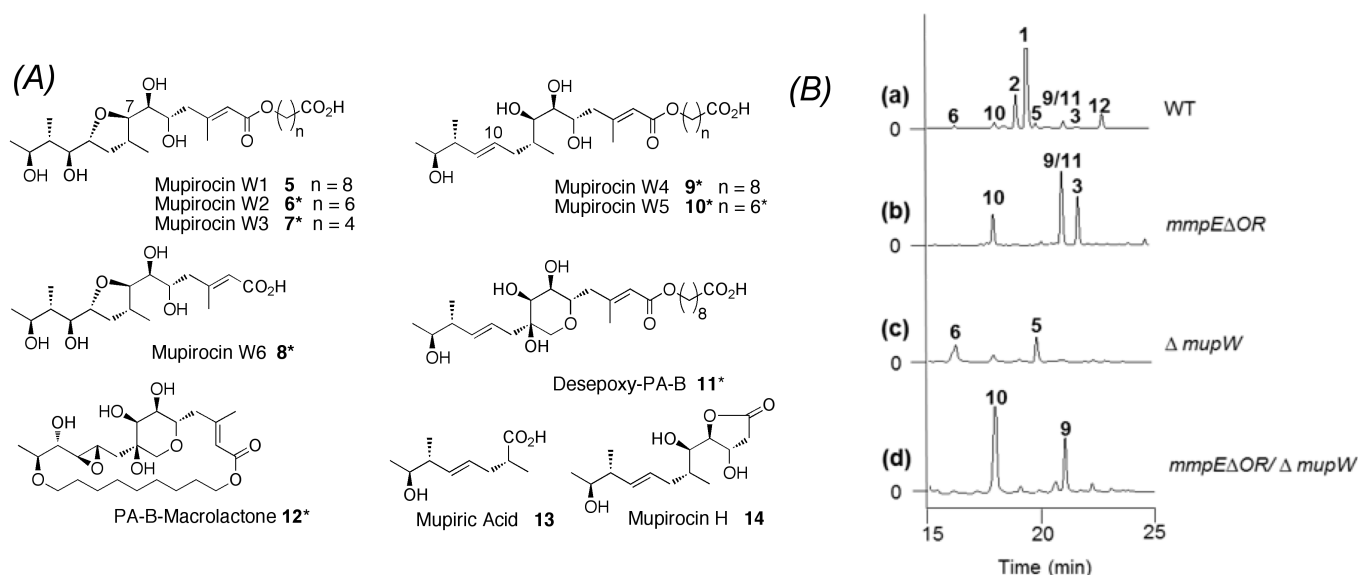 (A)
OH
7
O
O
CO₂H
n
OH
O
OH
OH
Mupirocin W1 5 n = 8
Mupirocin W2 6* n = 6
Mupirocin W3 7* n = 4
OH
HO
10
O
CO₂H
n
OH
O
OH
Mupirocin W4 9* n = 8
Mupirocin W5 10* n = 6*
OH
O
CO₂H
OH
OH
OH
Mupirocin W6 8*
OH
HO
O
CO₂H
8
O
O
OH
OH
Desepoxy-PA-B 11*
OH
HO
OH
O
O
OH
O
O
O
PA-B-Macrolactone 12*
CO₂H
OH
Mupiric Acid 13
O
O
HO
OH
OH
Mupirocin H 14
(B)
(a)
0
6
10
2
1
5
9/11
3
12
WT
(b)
0
10
9/11
3
mmpEΔOR
(c)
0
6
5
Δ mupW
(d)
0
10
9
mmpEΔOR/ Δ mupW
15
20
25
Time (min)